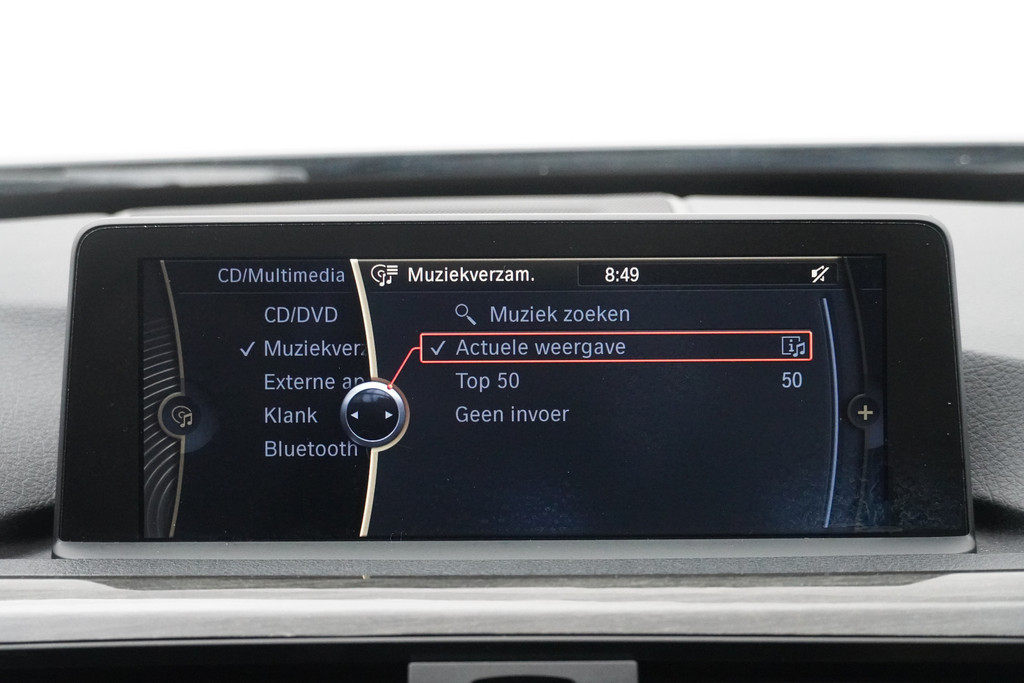 CD/Multimedia
Muziekverzam.
8:49
CD/DVD
Muziekver
Externe ap
Klank
Bluetooth
Muziek zoeken
Actuele weergave
Top 50 50
Geen invoer